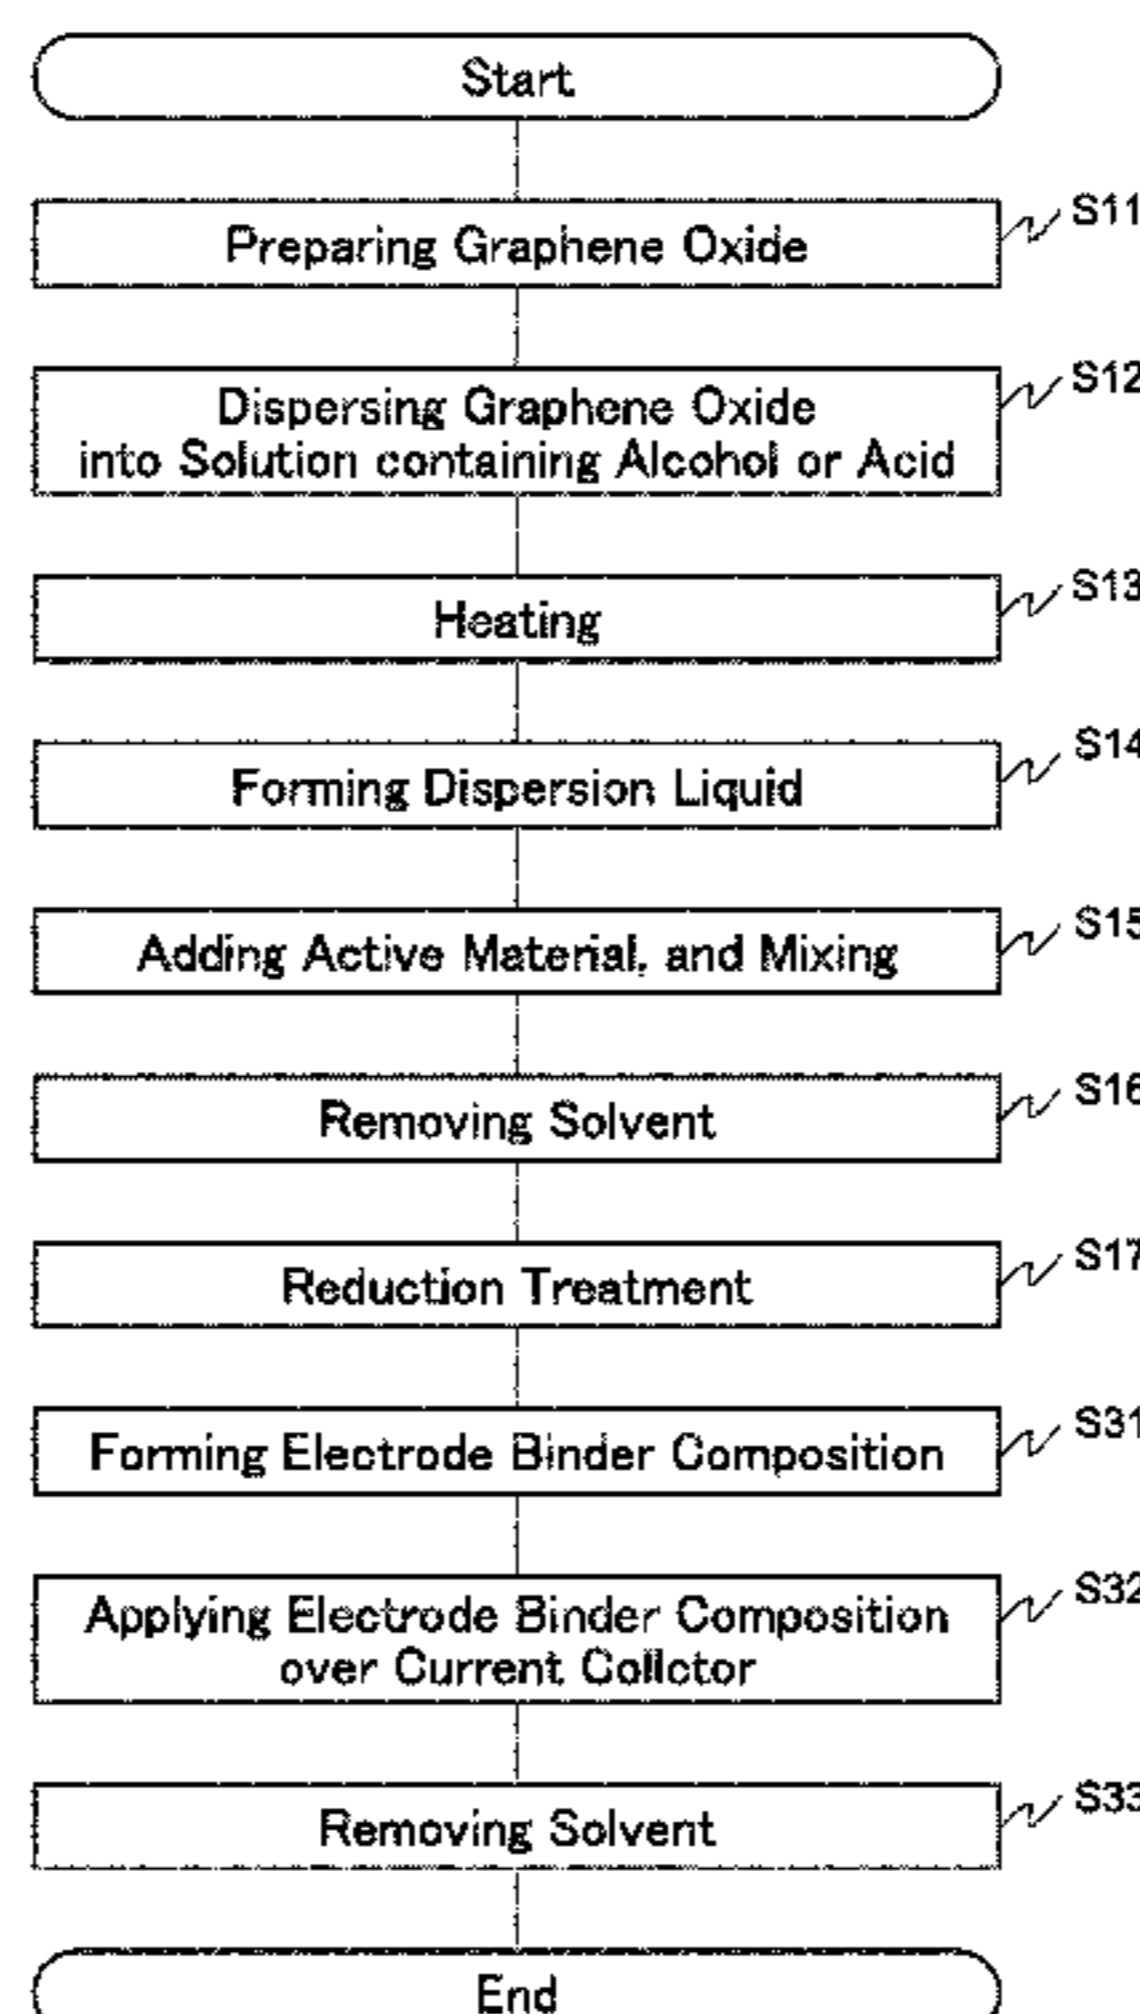 Start
Preparing Graphene Oxide
S11
Dispersing Graphene Oxide
into Solution containing Alcohol or Acid
S12
Heating
S13
Forming Dispersion Liquid
S14
Adding Active Material, and Mixing
S15
Removing Solvent
S16
Reduction Treatment
S17
Forming Electrode Binder Composition
S31
Applying Electrode Binder Composition
over Current Collctor
S32
Removing Solvent
S33
End